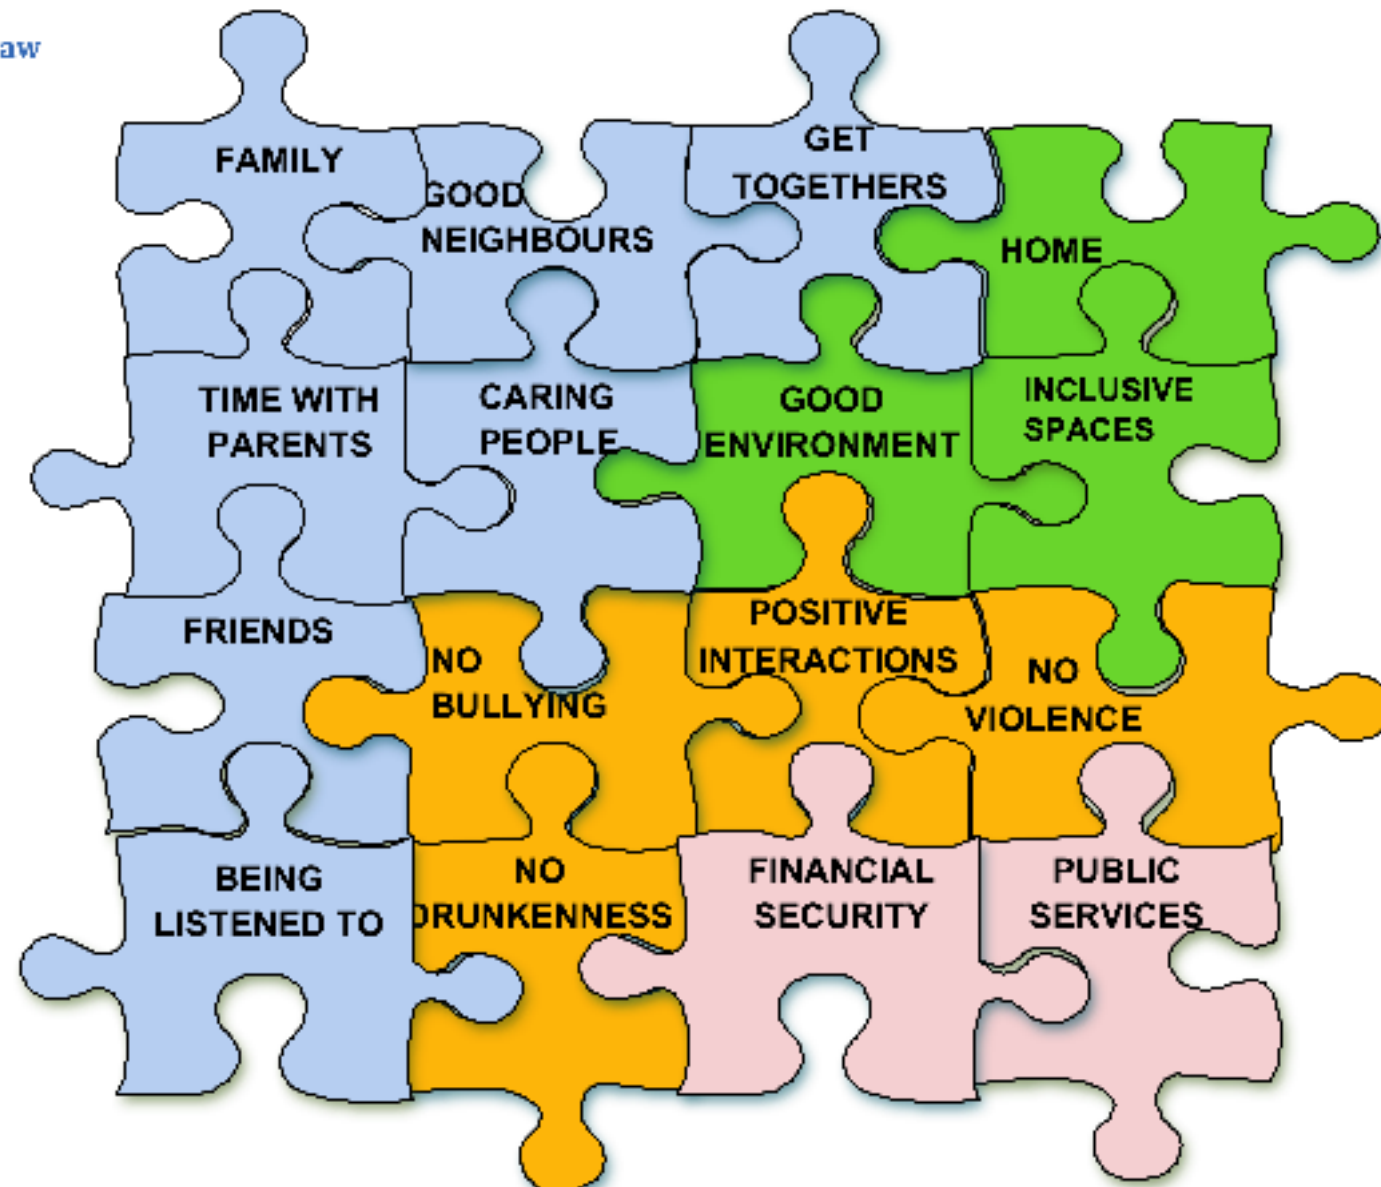 aw
FAMILY
GOOD
NEIGHBOURS
GET
TOGETHERS
HOME
TIME WITH
PARENTS
CARING
PEOPLE
GOOD
ENVIRONMENT
INCLUSIVE
SPACES
FRIENDS
NO
BULLYING
POSITIVE
INTERACTIONS
NO
VIOLENCE
BEING
LISTENED TO
NO
DRUNKENNESS
FINANCIAL
SECURITY
PUBLIC
SERVICES